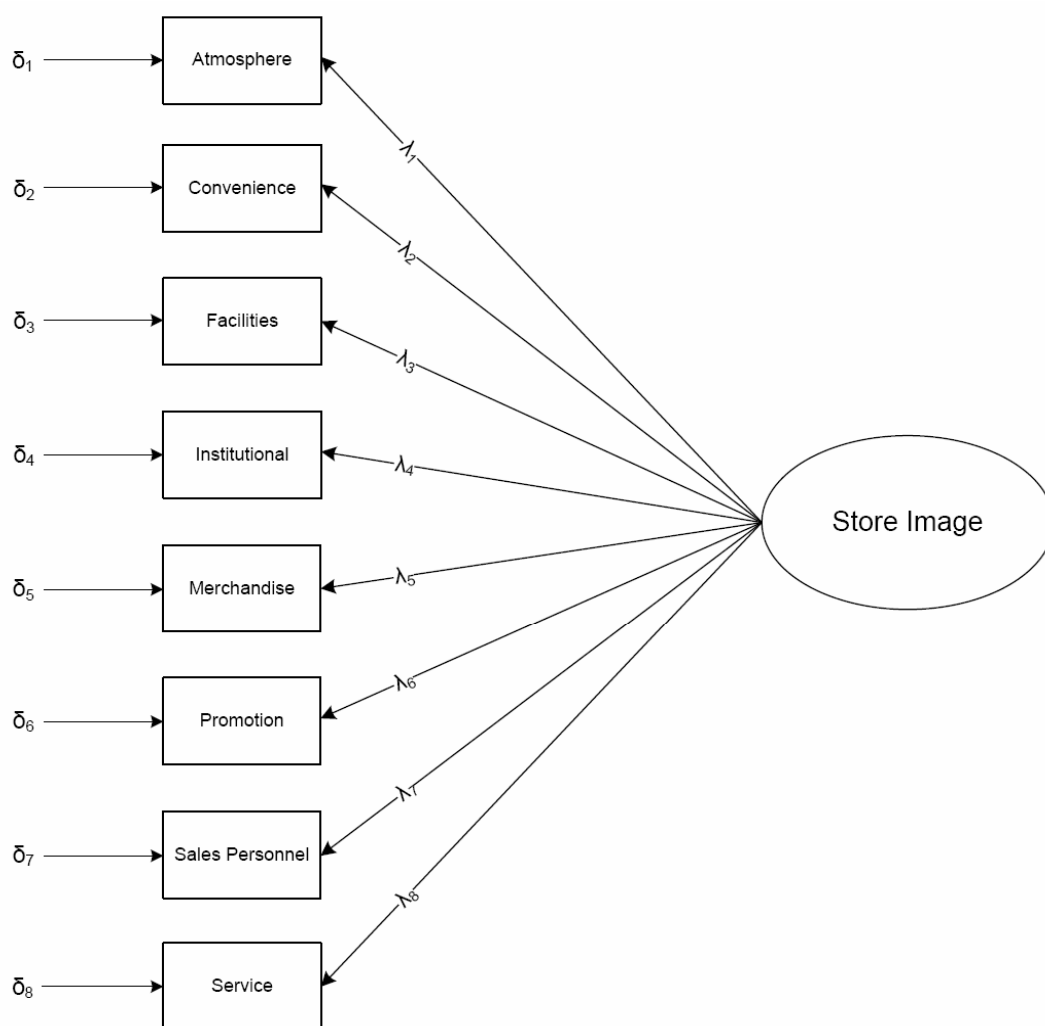 δ₁
Atmosphere
λ₁
δ₂
Convenience
λ₂
δ₃
Facilities
λ₃
δ₄
Institutional
λ₄
Store Image
δ₅
Merchandise
λ₅
δ₆
Promotion
λ₆
δ₇
Sales Personnel
λ₇
δ₈
Service
λ₈